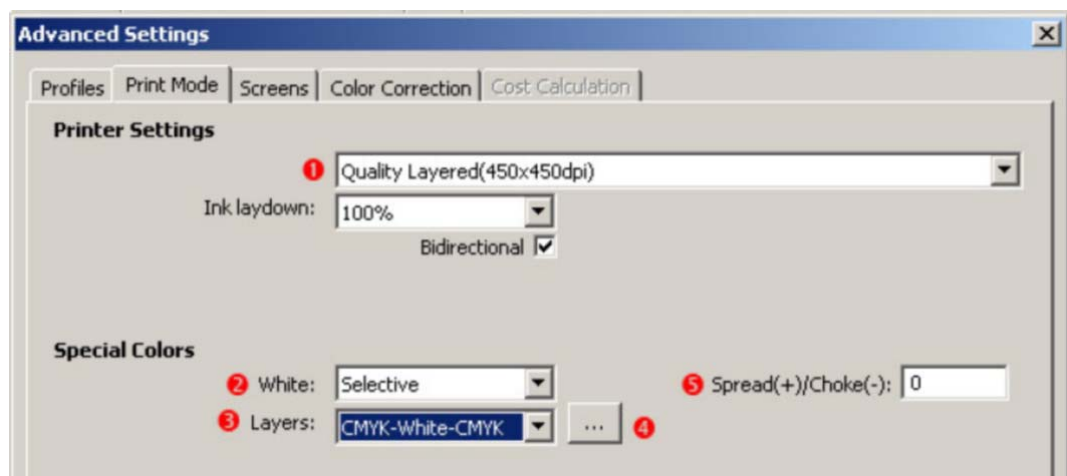 Advanced Settings
Profiles Print Mode Screens Color Correction Cost Calculation
Printer Settings
1 Quality Layered(450x450dpi)
Ink laydown: 100%
Bidirectional
Special Colors
2 White: Selective 5 Spread(+)/Choke(-): 0
3 Layers: CMYK-White-CMYK ... 4